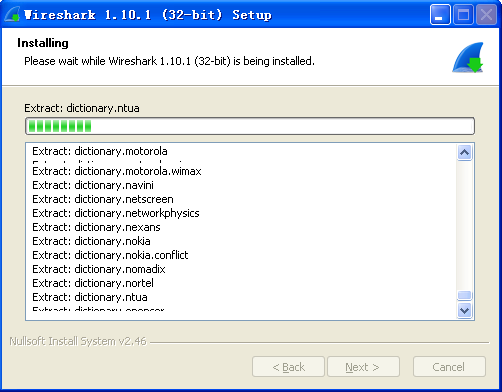 Wireshark 1.10.1 (32-bit) Setup
Installing
Please wait while Wireshark 1.10.1 (32-bit) is being installed.
Extract: dictionary.ntua
Extract: dictionary.motorola
Extract: dictionary.motorola.wimax
Extract: dictionary.navini
Extract: dictionary.netscreen
Extract: dictionary.networkphysics
Extract: dictionary.nexans
Extract: dictionary.nokia
Extract: dictionary.nokia.conflict
Extract: dictionary.nomadix
Extract: dictionary.nortel
Extract: dictionary.ntua
Nullsoft Install System v2.46
< Back
Next >
Cancel